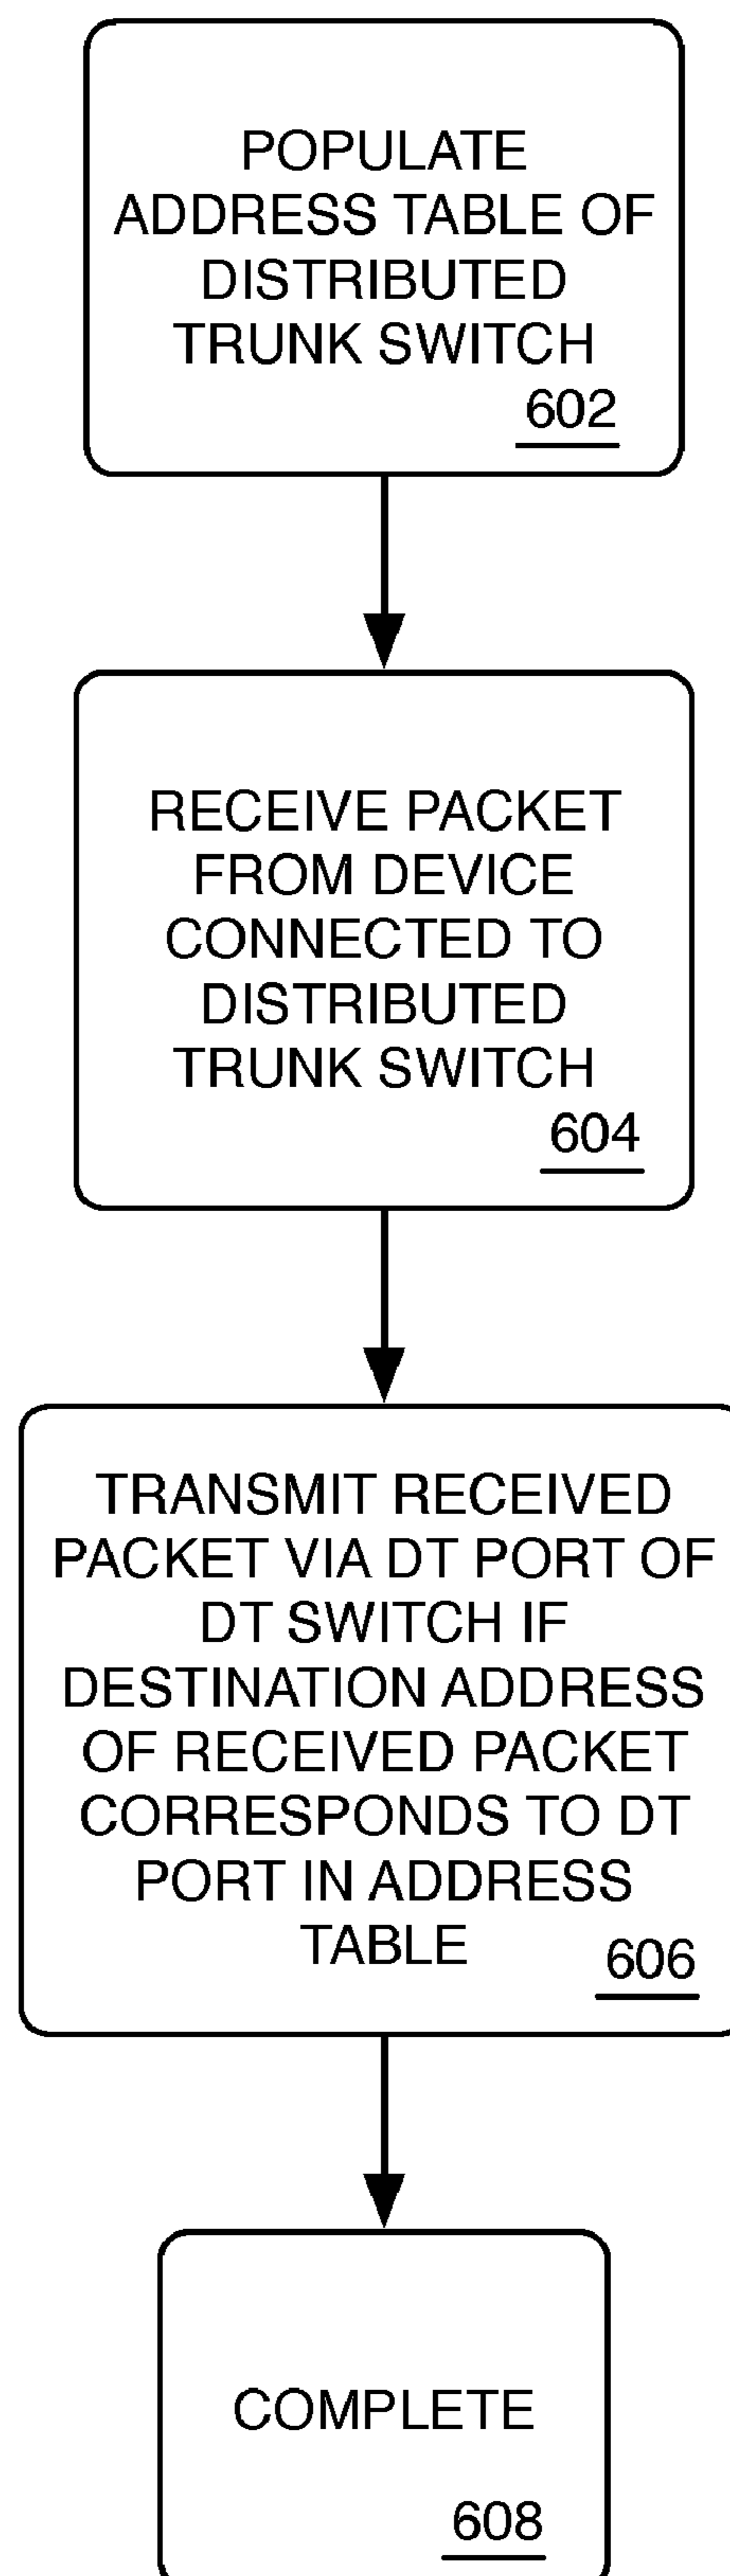 POPULATE
ADDRESS TABLE OF
DISTRIBUTED
TRUNK SWITCH
602
RECEIVE PACKET
FROM DEVICE
CONNECTED TO
DISTRIBUTED
TRUNK SWITCH
604
TRANSMIT RECEIVED
PACKET VIA DT PORT OF
DT SWITCH IF
DESTINATION ADDRESS
OF RECEIVED PACKET
CORRESPONDS TO DT
PORT IN ADDRESS
TABLE
606
COMPLETE
608